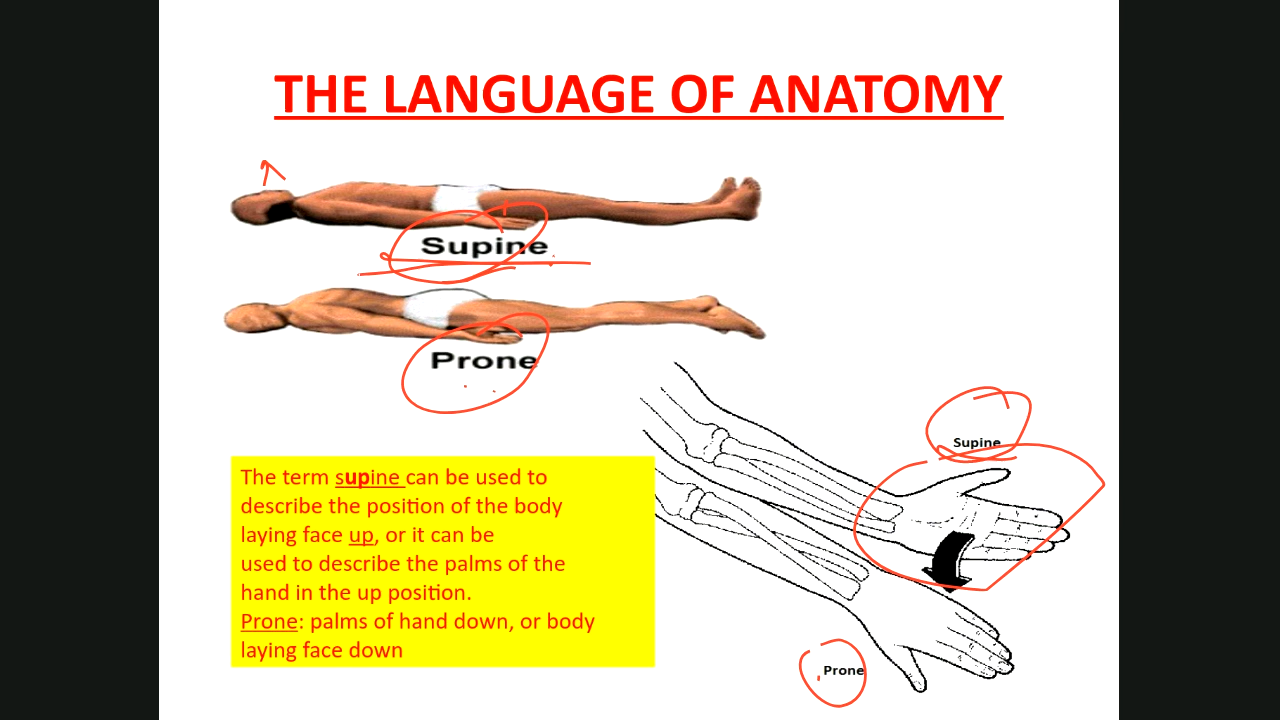 THE LANGUAGE OF ANATOMY
Supine
Prone
Supine
The term supine can be used to
describe the position of the body
laying face up, or it can be
used to describe the palms of the
hand in the up position.
Prone: palms of hand down, or body
laying face down
Prone